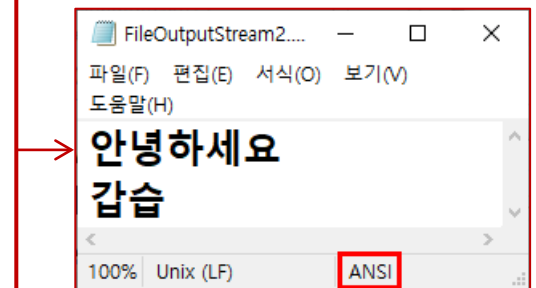 FileOutputStream2....
파일(F) 편집(E) 서식(O) 보기(V)
도움말(H)
안녕하세요
갑습
100% Unix (LF) ANSI